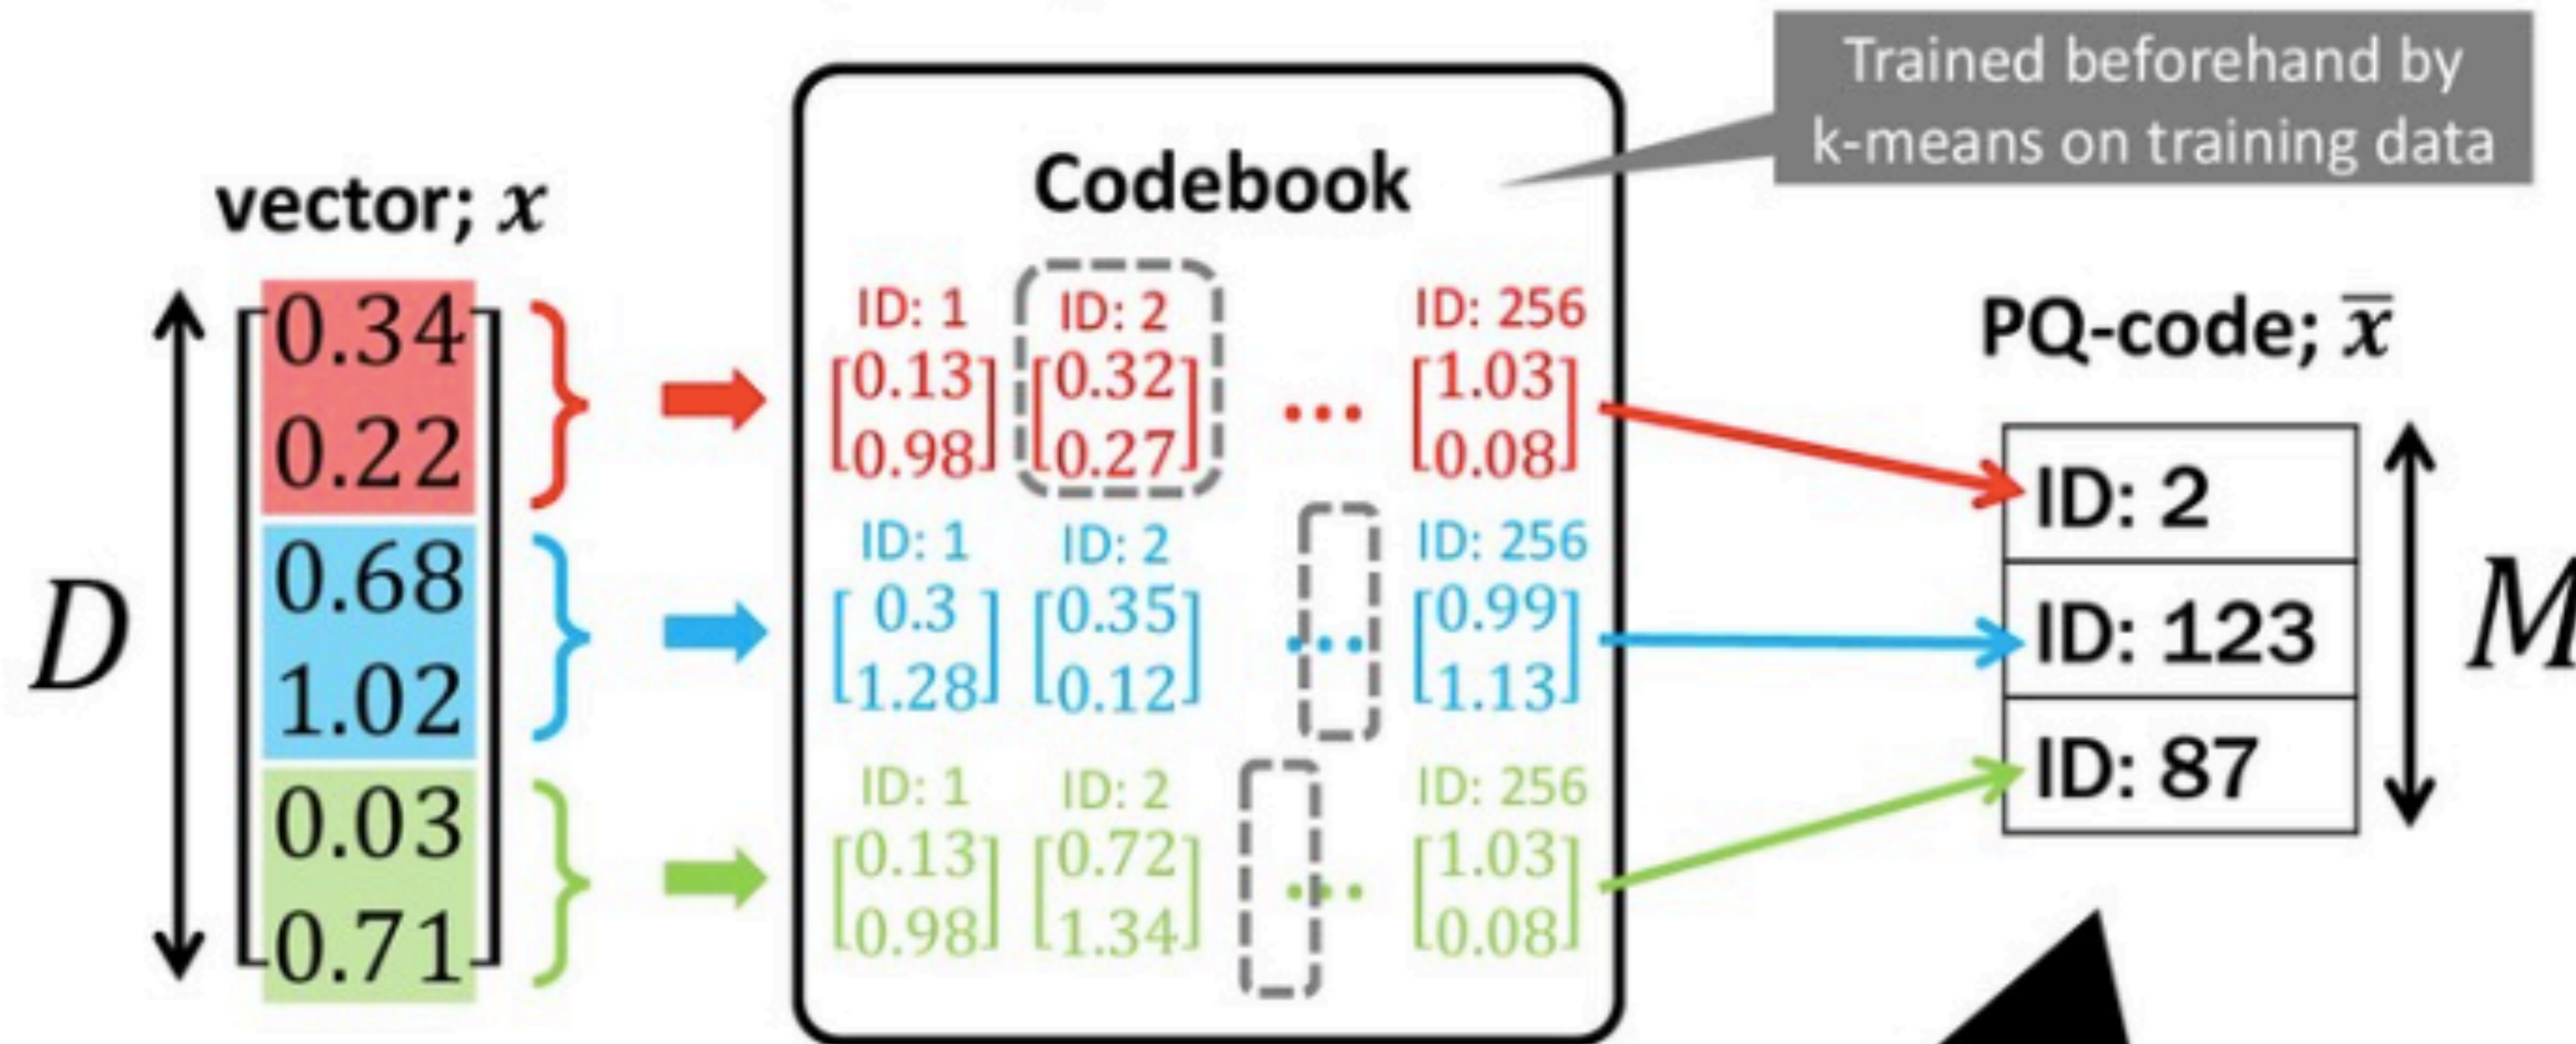 Trained beforehand by
k-means on training data
vector; x
Codebook
PQ-code; x̅
D
0.34
0.22
0.68
1.02
0.03
0.71
ID: 1 ID: 2 ID: 256
0.13 0.32 ... 1.03
0.98 0.27 0.08
ID: 1 ID: 2 ID: 256
0.3 0.35 ... 0.99
1.28 0.12 1.13
ID: 1 ID: 2 ID: 256
0.13 0.72 ... 1.03
0.98 1.34 0.08
ID: 2
ID: 123
ID: 87
M